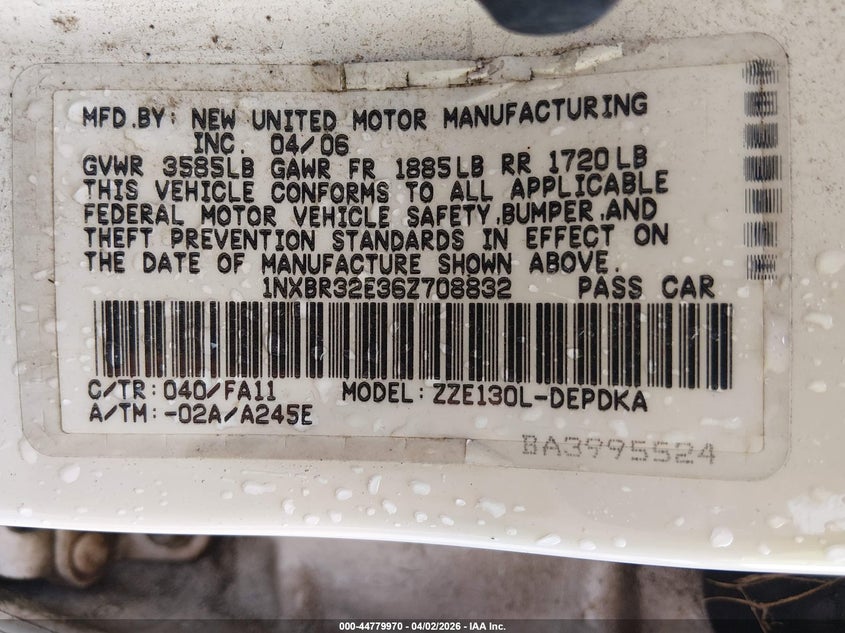 MFD.BY: NEW UNITED MOTOR MANUFACTURING
INC. 04/06
GVWR 3585LB GAWR FR 1885LB RR 1720LB
THIS VEHICLE CONFORMS TO ALL APPLICABLE
FEDERAL MOTOR VEHICLE SAFETY,BUMPER,AND
THEFT PREVENTION STANDARDS IN EFFECT ON
THE DATE OF MANUFACTURE SHOWN ABOVE.
1NXBR32E36Z708832 PASS CAR
C/TR: 040/FA11 MODEL: ZZE130L-DEPDKA
A/TM: -02A/A245E
BA3995524
000-44779970 - 04/02/2026 - IAA Inc.